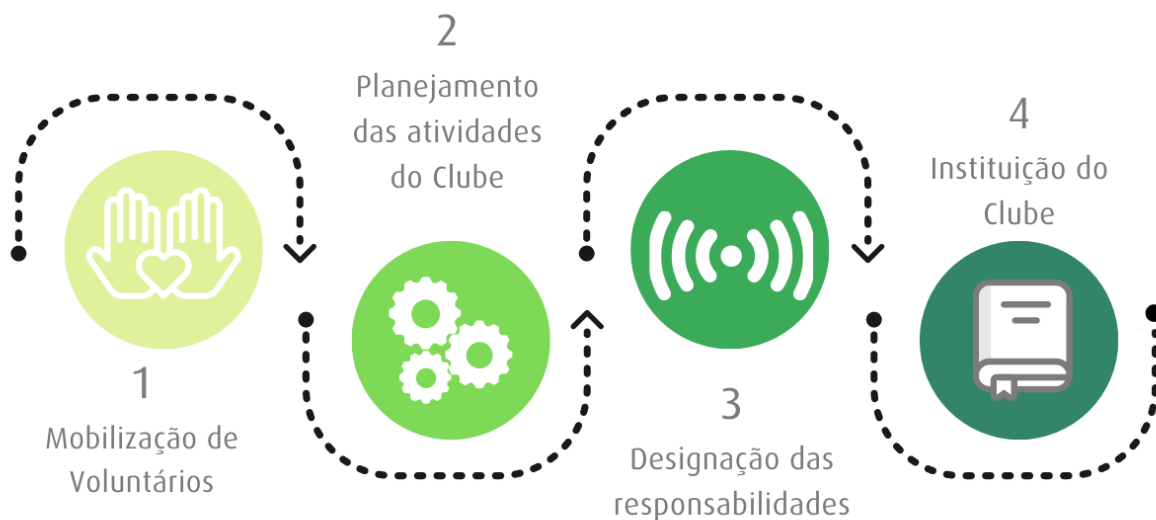 1
Mobilização de
Voluntários
2
Planejamento
das atividades
do Clube
3
Designação das
responsabilidades
4
Instituição do
Clube